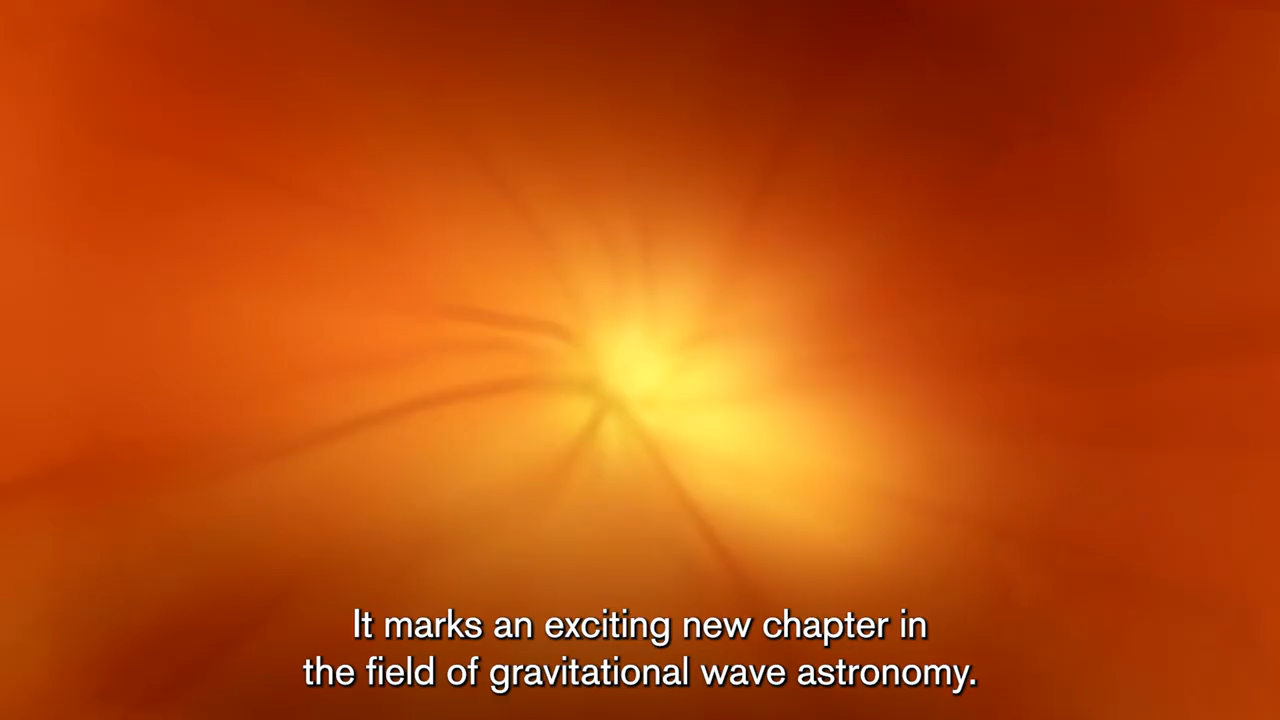 It marks an exciting new chapter in
the field of gravitational wave astronomy.